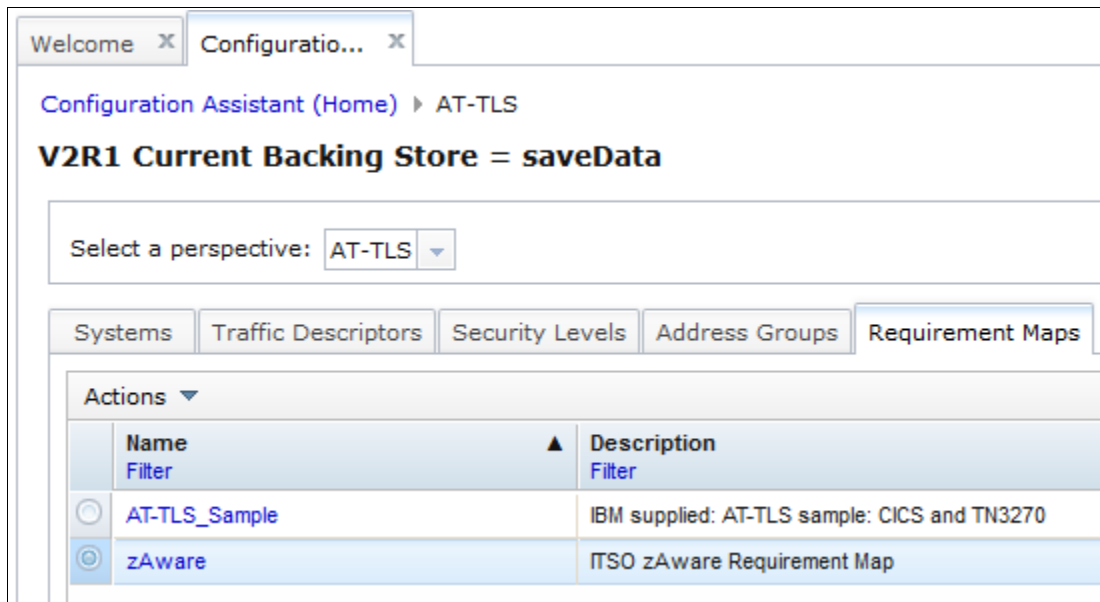 Welcome x Configuratio... x
Configuration Assistant (Home) AT-TLS
V2R1 Current Backing Store = saveData
Select a perspective: AT-TLS
Systems Traffic Descriptors Security Levels Address Groups Requirement Maps
Actions
Name Description
Filter Filter
AT-TLS_Sample IBM supplied: AT-TLS sample: CICS and TN3270
zAware ITSO zAware Requirement Map